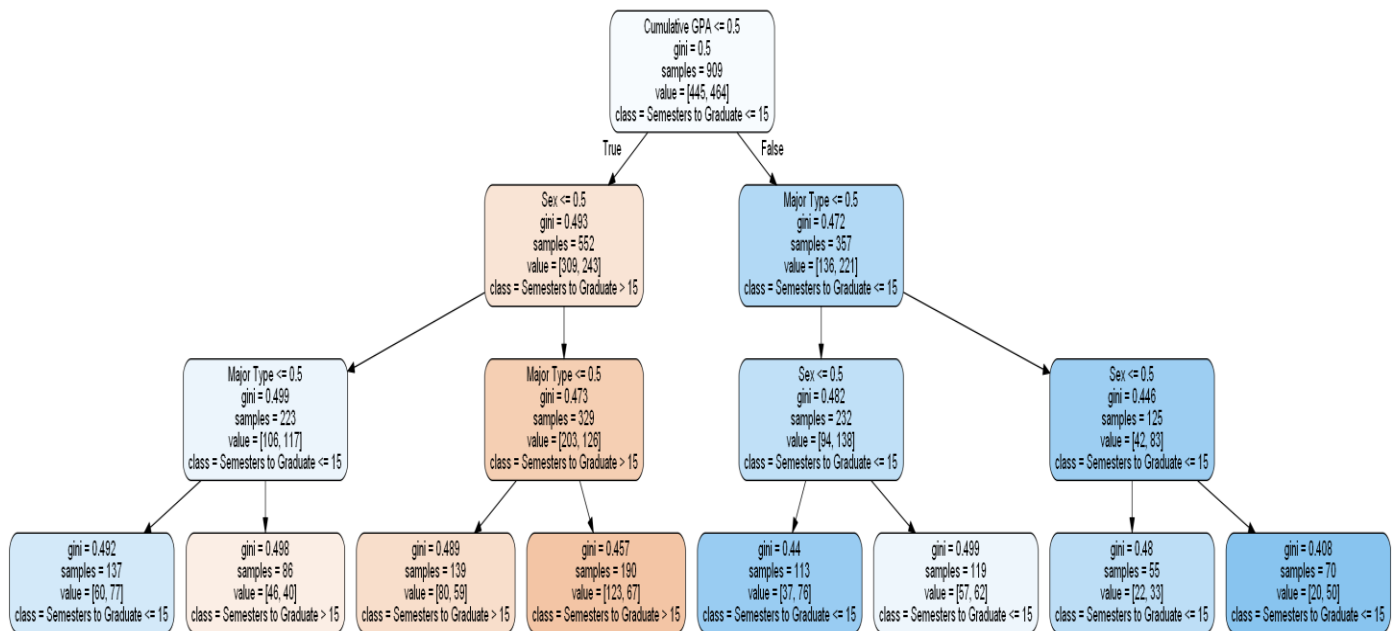 Cumulative GPA <= 0.5
gini = 0.5
samples = 909
value = [445, 464]
class = Semesters to Graduate <= 15
True
False
Sex <= 0.5
gini = 0.493
samples = 552
value = [309, 243]
class = Semesters to Graduate > 15
Major Type <= 0.5
gini = 0.472
samples = 357
value = [136, 221]
class = Semesters to Graduate <= 15
Major Type <= 0.5
gini = 0.499
samples = 223
value = [106, 117]
class = Semesters to Graduate <= 15
Major Type <= 0.5
gini = 0.473
samples = 329
value = [203, 126]
class = Semesters to Graduate > 15
Sex <= 0.5
gini = 0.482
samples = 232
value = [94, 138]
class = Semesters to Graduate <= 15
Sex <= 0.5
gini = 0.446
samples = 125
value = [42, 83]
class = Semesters to Graduate <= 15
gini = 0.492
samples = 137
value = [60, 77]
class = Semesters to Graduate <= 15
gini = 0.498
samples = 86
value = [46, 40]
class = Semesters to Graduate > 15
gini = 0.489
samples = 139
value = [80, 59]
class = Semesters to Graduate > 15
gini = 0.457
samples = 190
value = [123, 67]
class = Semesters to Graduate > 15
gini = 0.44
samples = 113
value = [37, 76]
class = Semesters to Graduate <= 15
gini = 0.499
samples = 119
value = [57, 62]
class = Semesters to Graduate <= 15
gini = 0.48
samples = 55
value = [22, 33]
class = Semesters to Graduate <= 15
gini = 0.408
samples = 70
value = [20, 50]
class = Semesters to Graduate <= 15